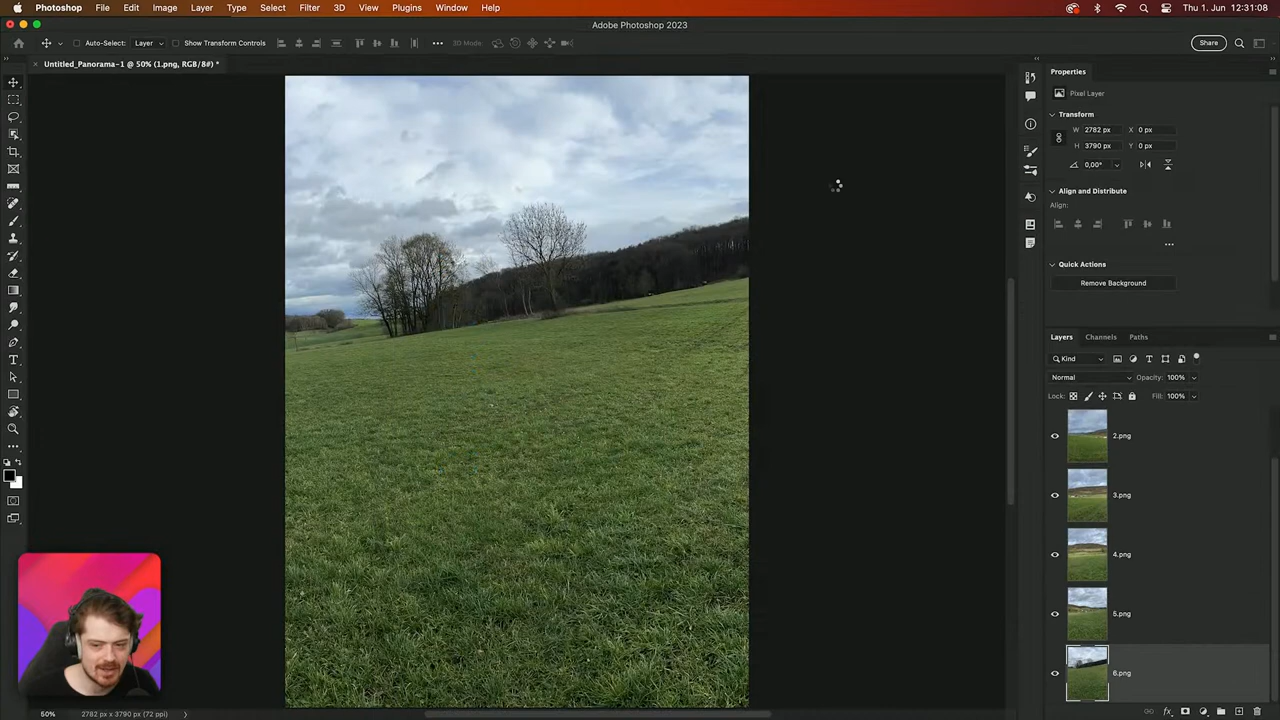 Photoshop File Edit Image Layer Type Select Filter 3D View Plugins Window Help Thu 1. Jun 12:31:08
Adobe Photoshop 2023
Auto-Select: Layer Show Transform Controls 3D Mode: Share
Untitled_Panorama-1 @ 50% (1.png, RGB/8#) *
Properties
Pixel Layer
Transform
W 2782 px X 0 px
H 3790 px Y 0 px
0,00°
Align and Distribute
Align:
Quick Actions
Remove Background
Layers Channels Paths
Kind
Normal Opacity: 100%
Lock: Fill: 100%
2.png
3.png
4.png
5.png
6.png
50% 2782 px x 3790 px (72 ppi)